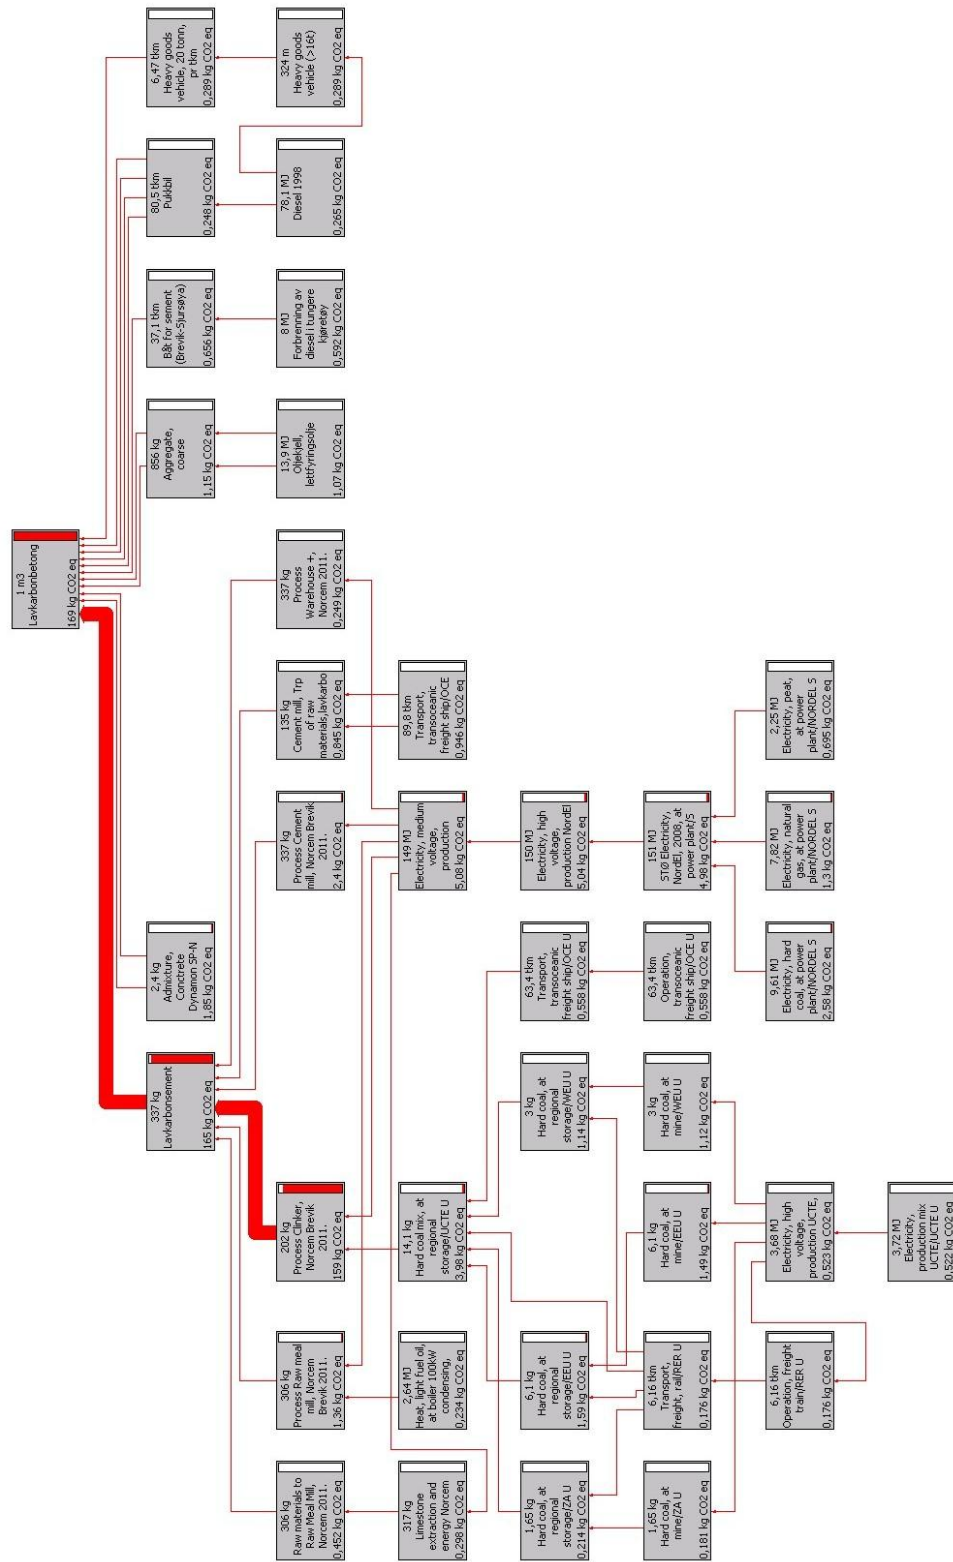 1 m3
Lavkarbonbetong
169 kg CO2 eq
337 kg
Lavkarbonsement
165 kg CO2 eq
2,4 kg
Admixture,
Conctrete
Dynamon SP-N
1,85 kg CO2 eq
856 kg
Aggregate,
coarse
1,15 kg CO2 eq
37,1 tkm
Båt for sement
(Brevik-Sjursøya)
0,656 kg CO2 eq
80,5 tkm
Pukkbil
0,248 kg CO2 eq
6,47 tkm
Heavy goods
vehicle, 20 tonn,
pr tkm
0,289 kg CO2 eq
306 kg
Raw materials to
Raw Meal Mill,
Norcem 2011.
0,452 kg CO2 eq
306 kg
Process Raw meal
mill, Norcem
Brevik 2011.
1,36 kg CO2 eq
202 kg
Process Clinker,
Norcem Brevik
2011.
159 kg CO2 eq
337 kg
Process Cement
mill, Norcem Brevik
2011.
2,4 kg CO2 eq
135 kg
Cement mill, Trp
of raw
materials,lavkarbo
0,845 kg CO2 eq
337 kg
Process
Warehouse +,
Norcem 2011.
0,249 kg CO2 eq
13,9 MJ
Oljekjell,
lettfyringsolje
1,07 kg CO2 eq
8 MJ
Forbrenning av
diesel i tungere
kjøretøy
0,592 kg CO2 eq
78,1 MJ
Diesel 1998
0,265 kg CO2 eq
324 m
Heavy goods
vehicle (>16t)
0,289 kg CO2 eq
317 kg
Limestone
extraction and
energy Norcem
0,298 kg CO2 eq
2,64 MJ
Heat, light fuel oil,
at boiler 100kW
condensing,
0,234 kg CO2 eq
14,1 kg
Hard coal mix, at
regional
storage/UCTE U
3,98 kg CO2 eq
149 MJ
Electricity, medium
voltage,
production
5,08 kg CO2 eq
89,8 tkm
Transport,
transoceanic
freight ship/OCE
0,946 kg CO2 eq
1,65 kg
Hard coal, at
regional
storage/ZA U
0,214 kg CO2 eq
6,1 kg
Hard coal, at
regional
storage/EEU U
1,59 kg CO2 eq
3 kg
Hard coal, at
regional
storage/WEU U
1,14 kg CO2 eq
63,4 tkm
Transport,
transoceanic
freight ship/OCE U
0,558 kg CO2 eq
150 MJ
Electricity, high
voltage,
production NordEl
5,04 kg CO2 eq
1,65 kg
Hard coal, at
mine/ZA U
0,181 kg CO2 eq
6,16 tkm
Transport,
freight, rail/RER U
0,176 kg CO2 eq
6,1 kg
Hard coal, at
mine/EEU U
1,49 kg CO2 eq
3 kg
Hard coal, at
mine/WEU U
1,12 kg CO2 eq
63,4 tkm
Operation,
transoceanic
freight ship/OCE U
0,558 kg CO2 eq
151 MJ
STØ Electricity,
NordEl, 2008, at
power plant/S
4,98 kg CO2 eq
6,16 tkm
Operation, freight
train/RER U
0,176 kg CO2 eq
3,68 MJ
Electricity, high
voltage,
production UCTE,
0,523 kg CO2 eq
9,61 MJ
Electricity, hard
coal, at power
plant/NORDEL S
2,58 kg CO2 eq
7,82 MJ
Electricity, natural
gas, at power
plant/NORDEL S
1,3 kg CO2 eq
2,25 MJ
Electricity, peat,
at power
plant/NORDEL S
0,695 kg CO2 eq
3,72 MJ
Electricity,
production mix
UCTE/UCTE U
0,522 kg CO2 eq